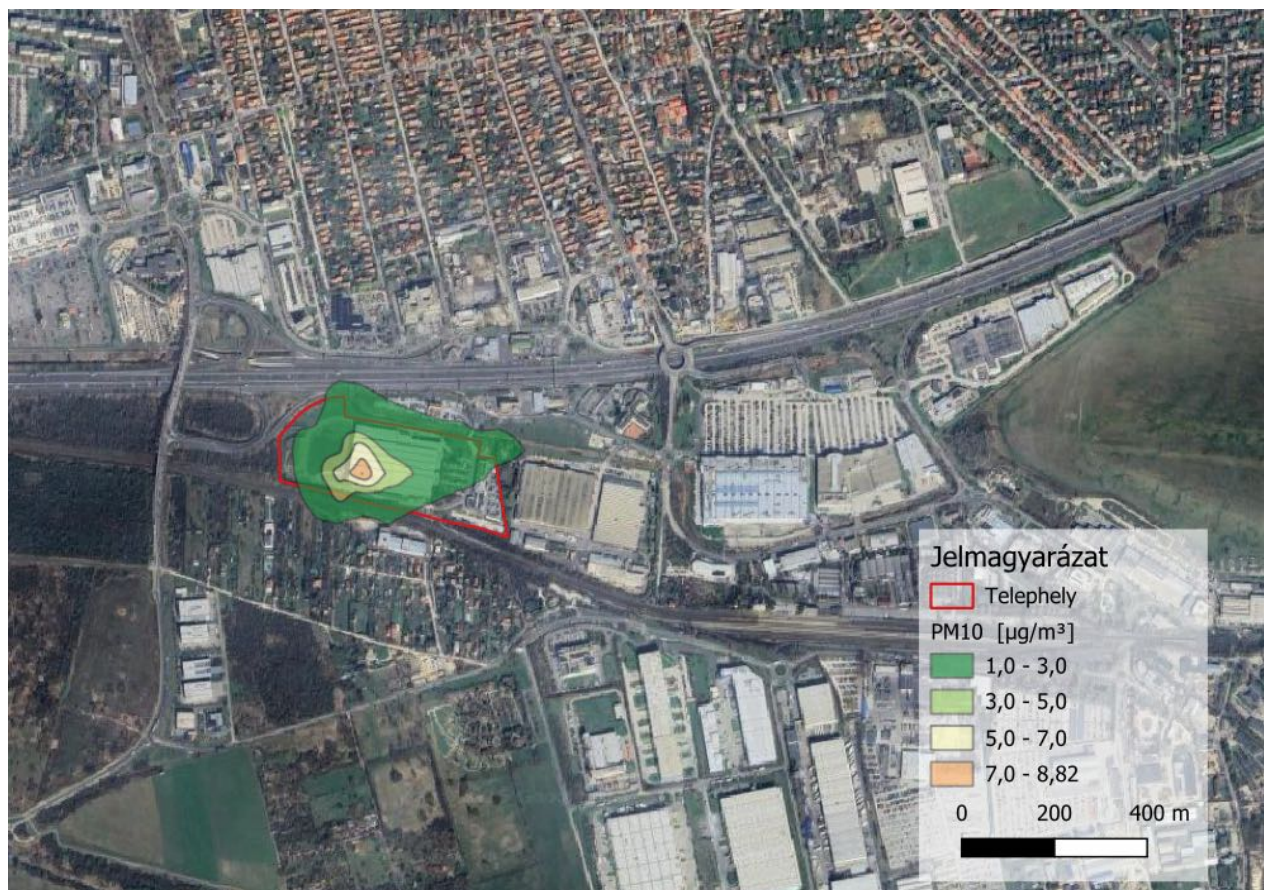 Jelmagyarázat
Telephely
PM10 [µg/m³]
1,0 - 3,0
3,0 - 5,0
5,0 - 7,0
7,0 - 8,82
0 200 400 m